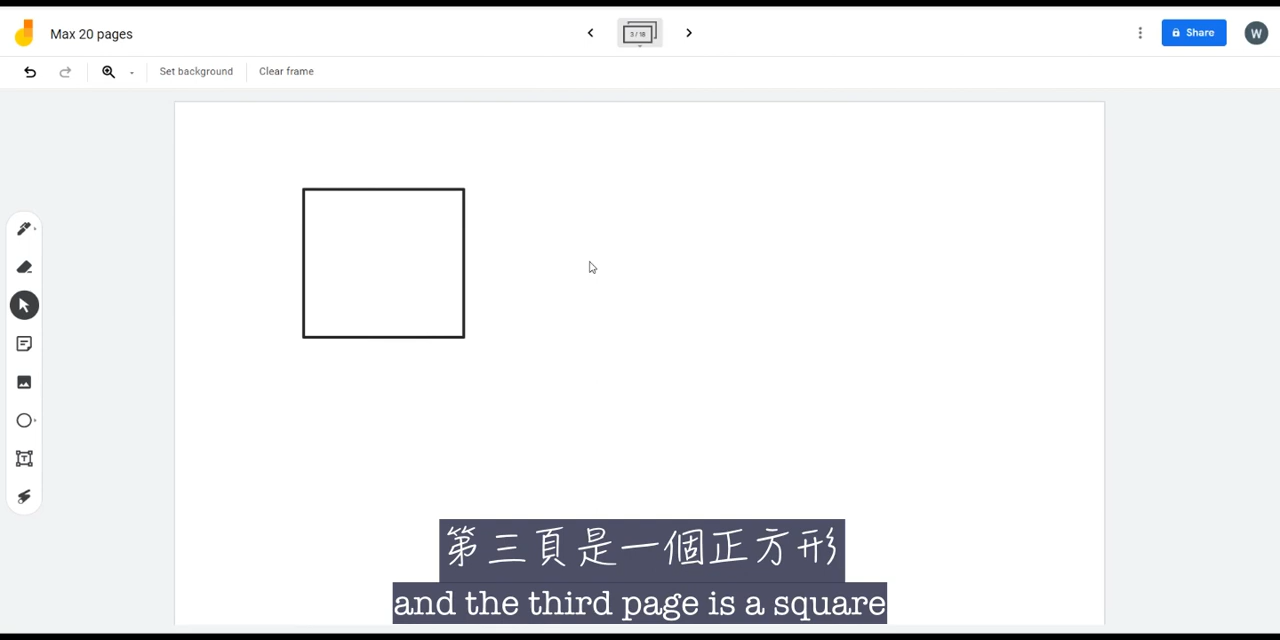 Max 20 pages
3 / 18
Share
W
Set background
Clear frame
T
第三頁是一個正方形
and the third page is a square